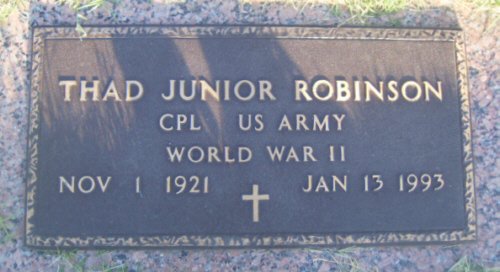 THAD JUNIOR ROBINSON
CPL US ARMY
WORLD WAR II
NOV 1 1921 JAN 13 1993